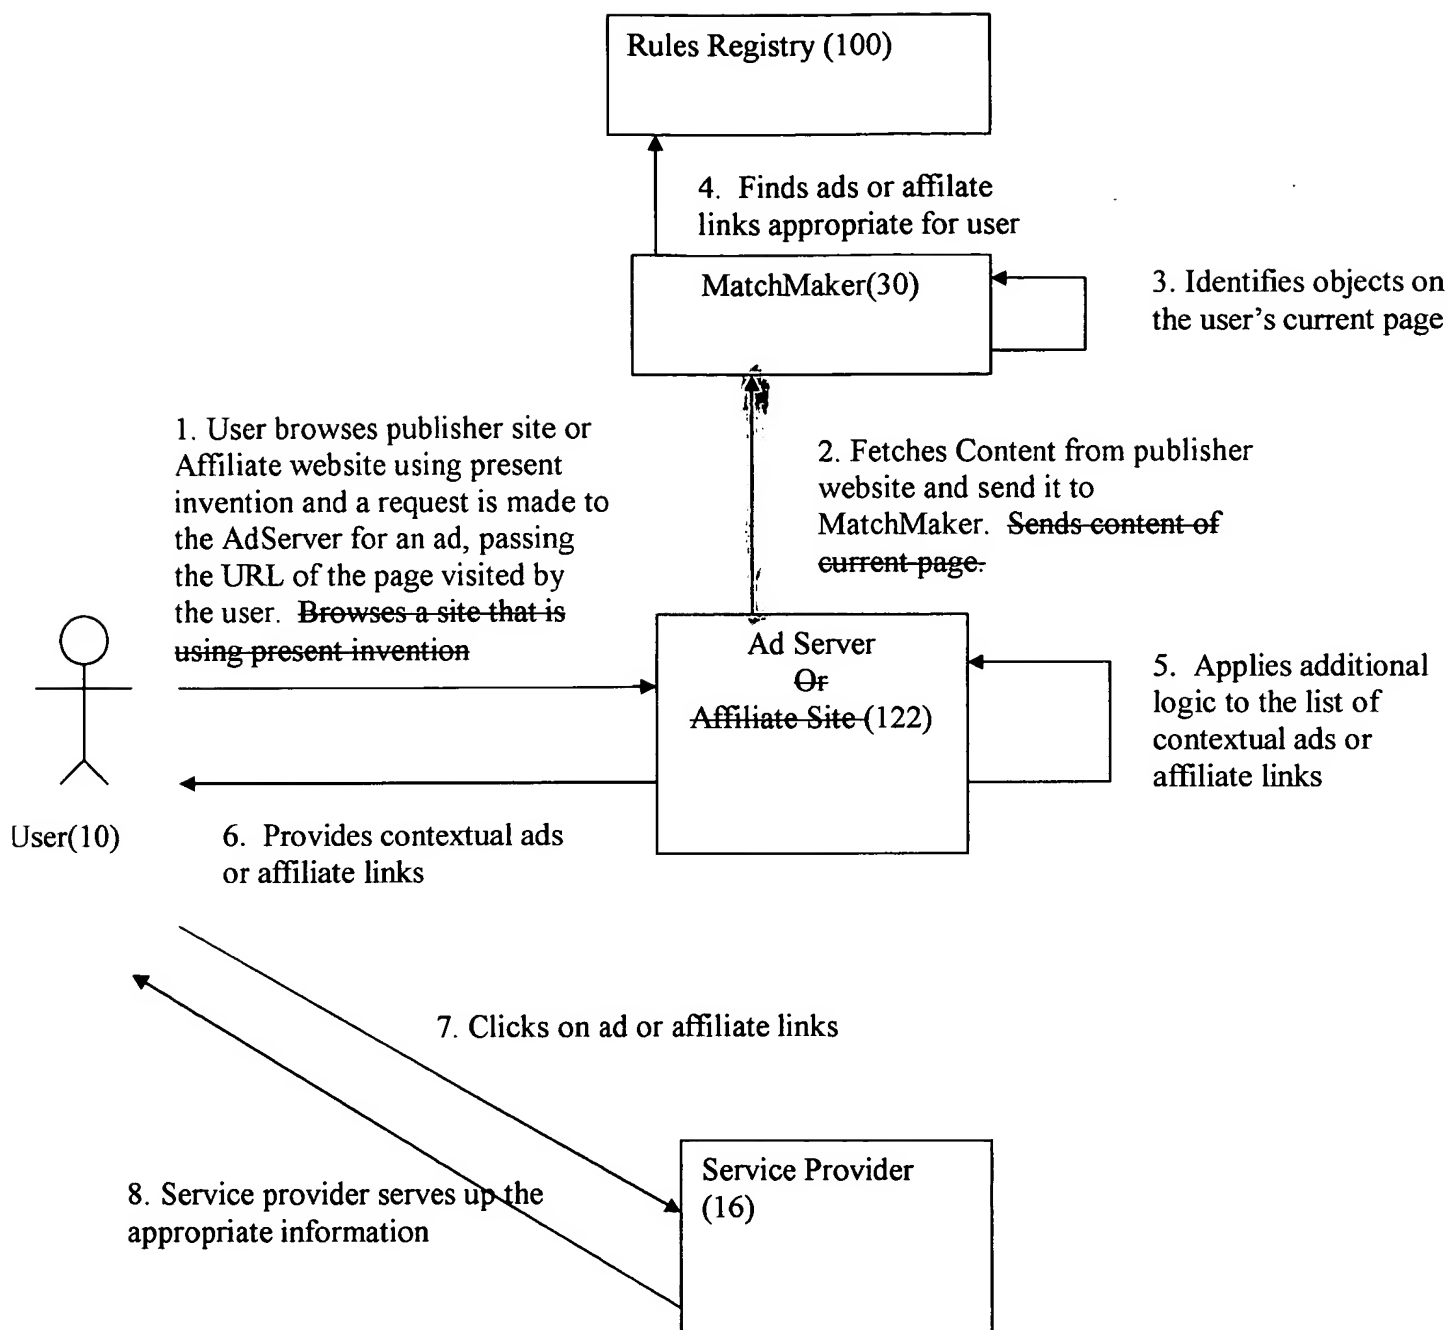 Rules Registry (100)
4. Finds ads or affilate
links appropriate for user
MatchMaker(30)
3. Identifies objects on
the user's current page
1. User browses publisher site or
Affiliate website using present
invention and a request is made to
the AdServer for an ad, passing
the URL of the page visited by
the user. Browses a site that is
using present invention
2. Fetches Content from publisher
website and send it to
MatchMaker. Sends content of
current page.
Ad Server
Or
Affiliate Site (122)
5. Applies additional
logic to the list of
contextual ads or
affiliate links
User(10)
6. Provides contextual ads
or affiliate links
7. Clicks on ad or affiliate links
8. Service provider serves up the
appropriate information
Service Provider
(16)